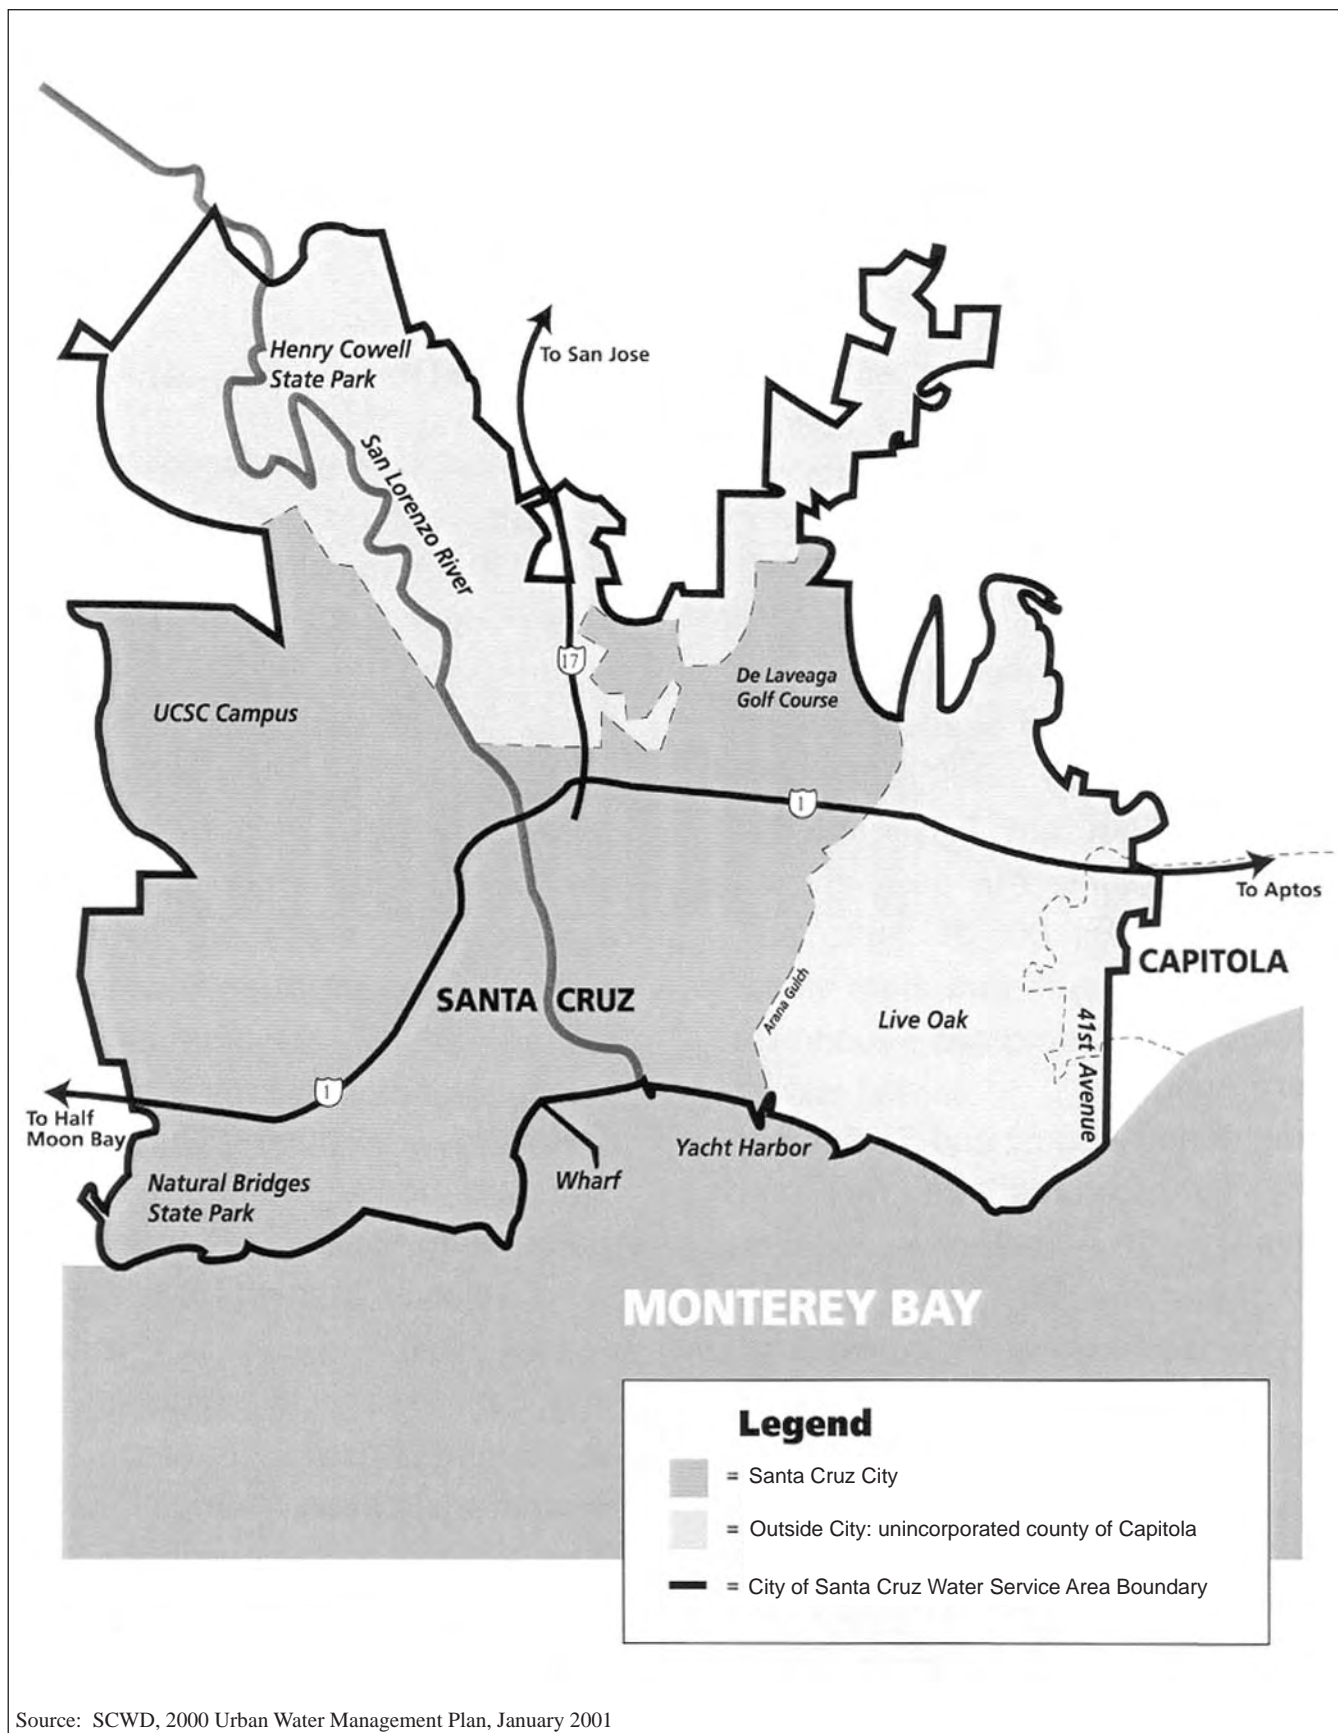 Henry Cowell
State Park
To San Jose
San Lorenzo River
17
De Laveaga
Golf Course
UCSC Campus
1
To Aptos
CAPITOLA
SANTA CRUZ
Arana Gulch
Live Oak
41st Avenue
1
To Half
Moon Bay
Yacht Harbor
Wharf
Natural Bridges
State Park
MONTEREY BAY
Legend
= Santa Cruz City
= Outside City: unincorporated county of Capitola
= City of Santa Cruz Water Service Area Boundary
Source: SCWD, 2000 Urban Water Management Plan, January 2001